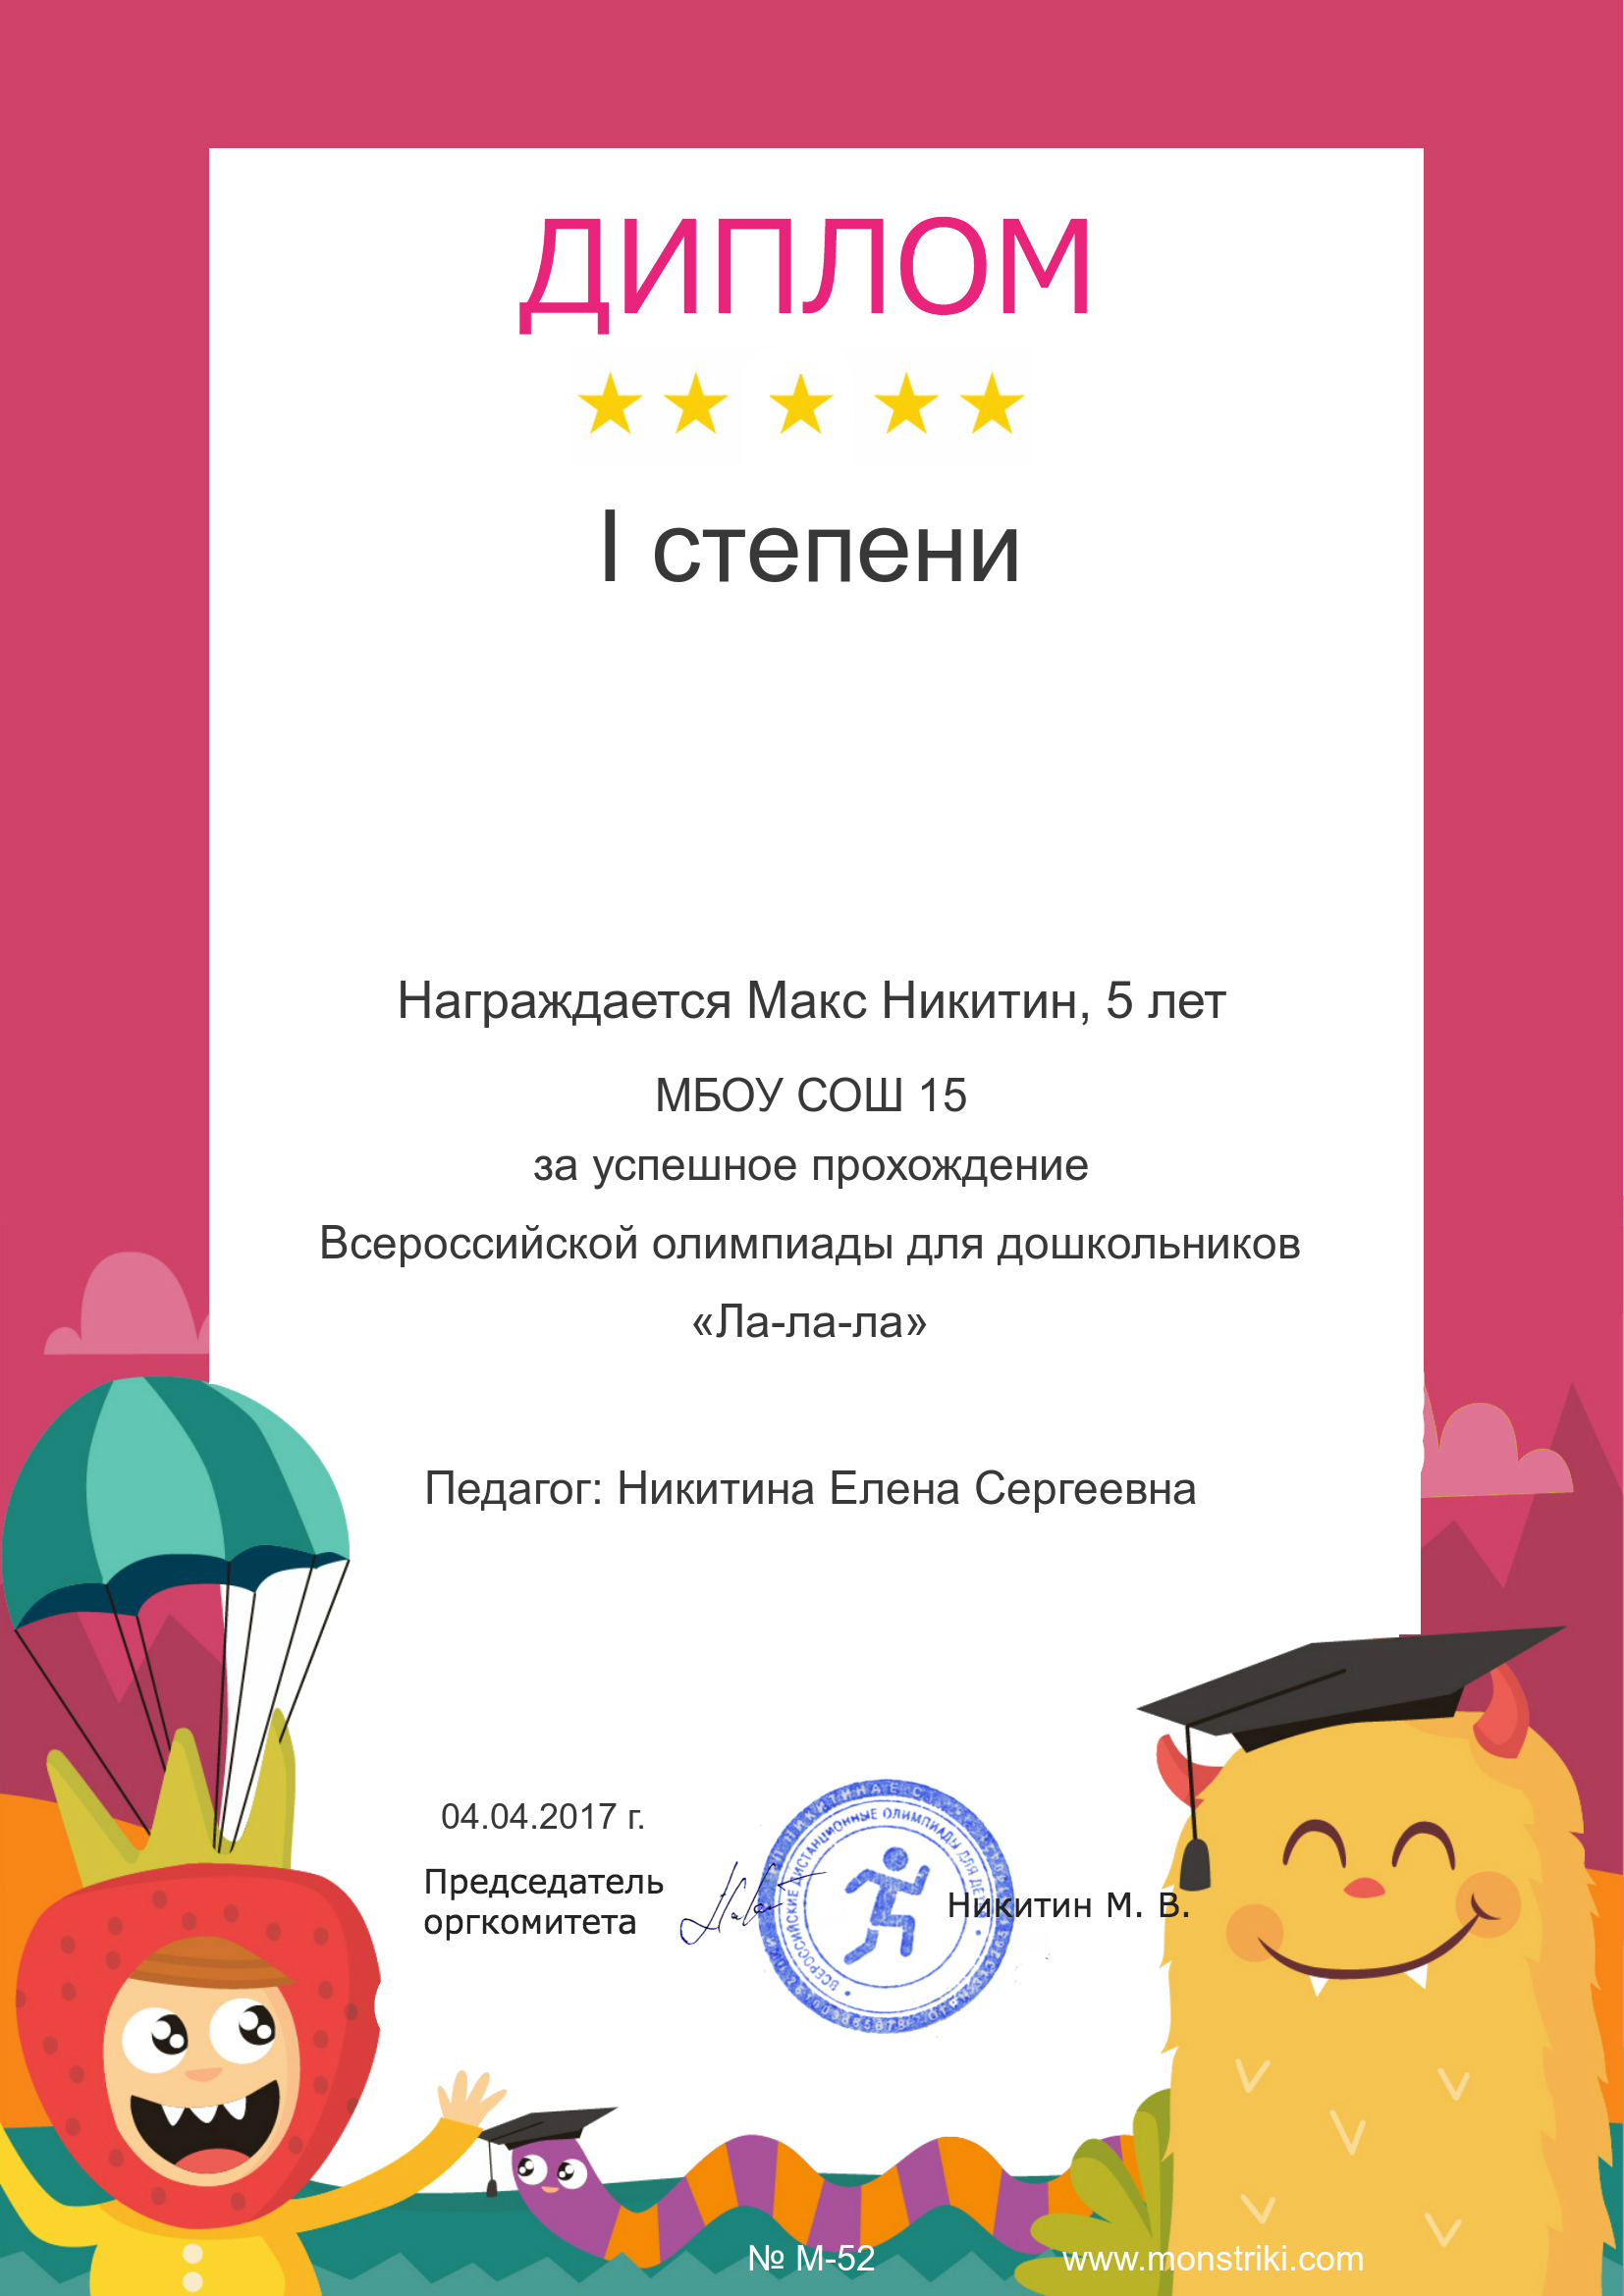 ДИПЛОМ
I степени
Награждается Макс Никитин, 5 лет
МБОУ СОШ 15
за успешное прохождение
Всероссийской олимпиады для дошкольников
«Ла-ла-ла»
Педагог: Никитина Елена Сергеевна
04.04.2017 г.
Председатель
оргкомитета
НИКИТИНА Е.С.
ВСЕРОССИЙСКИЕ ДИСТАНЦИОННЫЕ ОЛИМПИАДЫ ДЛЯ
Никитин М. В.
№ М-52
www.monstriki.com